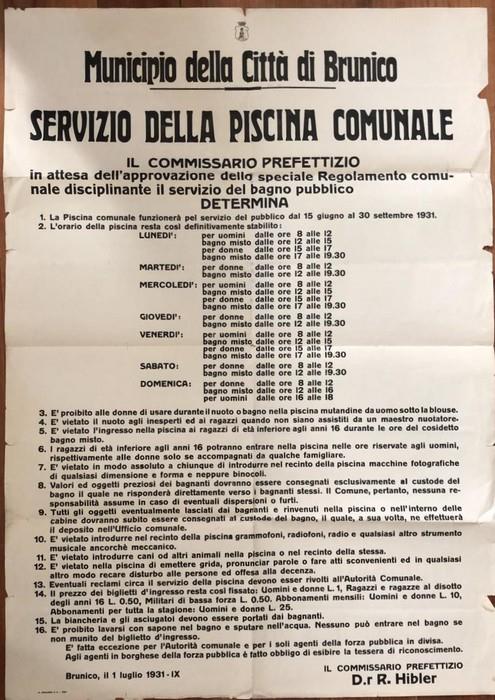 Municipio della Città di Brunico
SERVIZIO DELLA PISCINA COMUNALE
IL COMMISSARIO PREFETTIZIO
in attesa dell'approvazione dello speciale Regolamento comu-
nale disciplinante il servizio del bagno pubblico
DETERMINA
1. La Piscina comunale funzionerà pel servizio del pubblico dal 15 giugno al 30 settembre 1931.
2. L'orario della piscina resta così definitivamente stabilito:
LUNEDI': per uomini dalle ore 8 alle 12
bagno misto dalle ore 12 alle 15
per donne dalle ore 15 alle 17
bagno misto dalle ore 17 alle 19.30
MARTEDI': per donne dalle ore 8 alle 12
bagno misto dalle ore 12 alle 19.30
MERCOLEDI': per uomini dalle ore 8 alle 12
bagno misto dalle ore 12 alle 15
per donne dalle ore 15 alle 17
bagno misto dalle ore 17 alle 19.30
GIOVEDI': per donne dalle ore 8 alle 12
bagno misto dalle ore 12 alle 19.30
VENERDI': per uomini dalle ore 8 alle 12
bagno misto dalle ore 12 alle 15
per donne dalle ore 15 alle 17
bagno misto dalle ore 17 alle 19.30
SABATO: per donne dalle ore 8 alle 12
bagno misto dalle ore 12 alle 19.30
DOMENICA: per uomini dalle ore 8 alle 12
bagno misto dalle ore 12 alle 16
per uomini dalle ore 16 alle 18
3. E' proibito alle donne di usare durante il nuoto o bagno nella piscina mutandine da uomo sotto la blouse.
4. E' vietato il nuoto agli inesperti ed ai ragazzi quando non siano assistiti da un maestro nuotatore.
5. E' vietato l'ingresso nella piscina ai ragazzi di età inferiore agli anni 16 durante le ore del cosidetto
bagno misto.
6. I ragazzi di età inferiore agli anni 16 potranno entrare nella piscina nelle ore riservate agli uomini,
rispettivamente alle donne solo se accompagnati da qualche famigliare.
7. E' vietato in modo assoluto a chiunque di introdurre nel recinto della piscina macchine fotografiche
di qualsiasi dimensione e forma e neppure binoccoli.
8. Valori ed oggetti preziosi dei bagnanti dovranno essere consegnati esclusivamente al custode del
bagno il quale ne risponderà direttamente verso i bagnanti stessi. Il Comune, pertanto, nessuna re-
sponsabilità assume in caso di eventuali dispersioni o furti.
9. Tutti gli oggetti eventualmente lasciati dai bagnanti e rinvenuti nella piscina o nell'interno delle
cabine dovranno subito essere consegnati al custode del bagno, il quale, a sua volta, ne effettuerà
il deposito nell'Ufficio comunale.
10. E' vietato introdurre nel recinto della piscina grammofoni, radiofoni, radio e qualsiasi altro strumento
musicale ancorchè meccanico.
11. E' vietato introdurre cani od altri animali nella piscina o nel recinto della stessa.
12. E' vietato nella piscina di emettere grida, pronunciar parole o fare atti sconvenienti ed in qualsiasi
altro modo recare disturbo alle persone ed offesa alla decenza.
13. Eventuali reclami circa il servizio della piscina devono esser rivolti all'Autorità Comunale.
14. Il prezzo dei biglietti d'ingresso resta così fissato: Uomini e donne L. 1, Ragazzi e ragazze al disotto
degli anni 16 L. 0.50, Militari di bassa forza L. 0.50. Abbonamenti mensili: Uomini e donne L. 10,
Abbonamenti per tutta la stagione: Uomini e donne L. 25.
15. La biancheria e gli asciugatoi devono essere portati dai bagnanti.
16. E' proibito lavarsi con sapone nel bagno e sputare nell'acqua. Nessuno può entrare nel bagno se
non munito del biglietto d'ingresso.
E' fatta eccezione per l'Autorità comunale e per i soli agenti della forza pubblica in divisa.
Agli agenti in borghese della forza pubblica è fatto obbligo di esibire la tessera di riconoscimento.
Brunico, il 1 luglio 1931 - IX
IL COMMISSARIO PREFETTIZIO
D.r R. Hibler